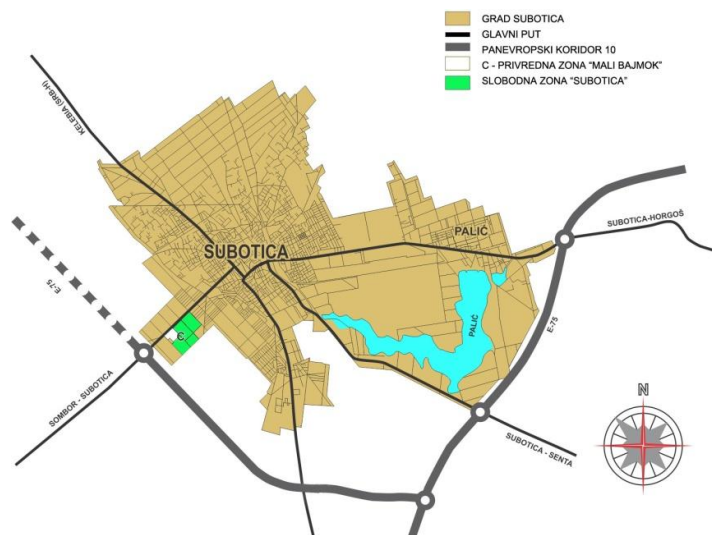 GRAD SUBOTICA
GLAVNI PUT
PANEVROPSKI KORIDOR 10
C - PRIVREDNA ZONA "MALI BAJMOK"
SLOBODNA ZONA "SUBOTICA"
KELEBIA (SRB-H)
SUBOTICA
PALIĆ
SUBOTICA-HORGOŠ
E-75
PALIĆ
E-75
C
SOMBOR - SUBOTICA
SUBOTICA - SENTA
N